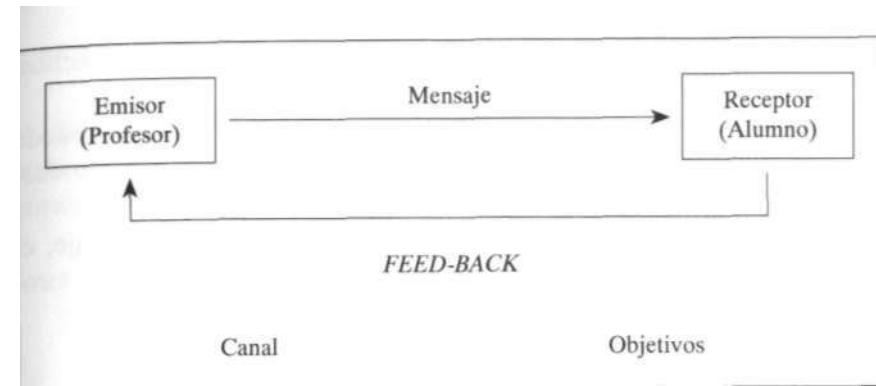 Emisor
(Profesor)
Mensaje
Receptor
(Alumno)
FEED-BACK
Canal
Objetivos